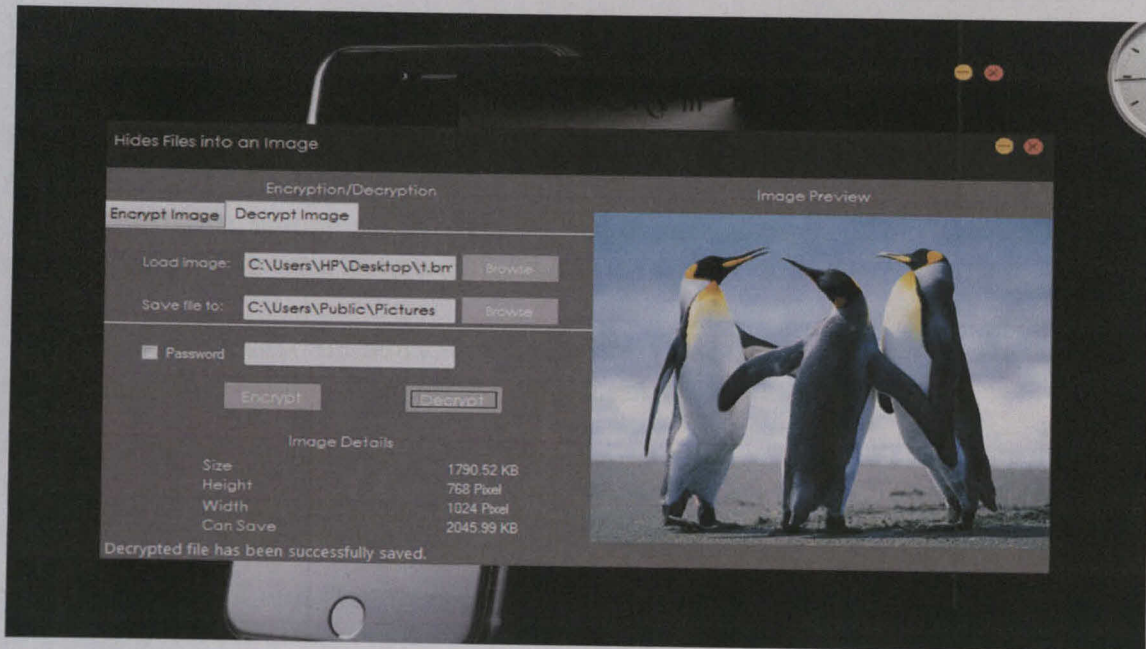 Hides Files into an Image
Encryption/Decryption
Image Preview
Encrypt Image
Decrypt Image
Load image:
C:\Users\HP\Desktop\t.bm
Browse
Save file to:
C:\Users\Public\Pictures
Browse
Password
Encrypt
Decrypt
Image Details
Size 1790.52 KB
Height 768 Pixel
Width 1024 Pixel
Can Save 2045.99 KB
Decrypted file has been successfully saved.